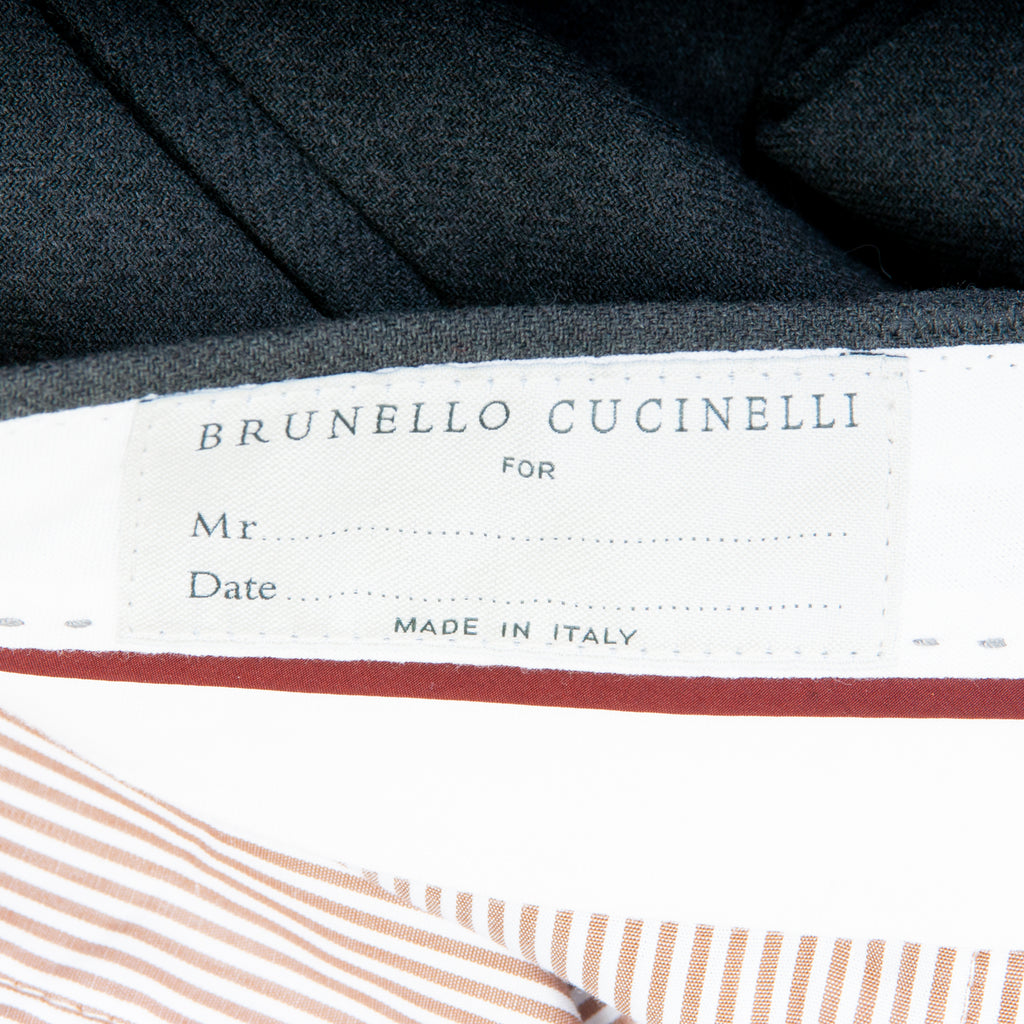 BRUNELLO CUCINELLI
FOR
Mr..............................................
Date..............................................
MADE IN ITALY